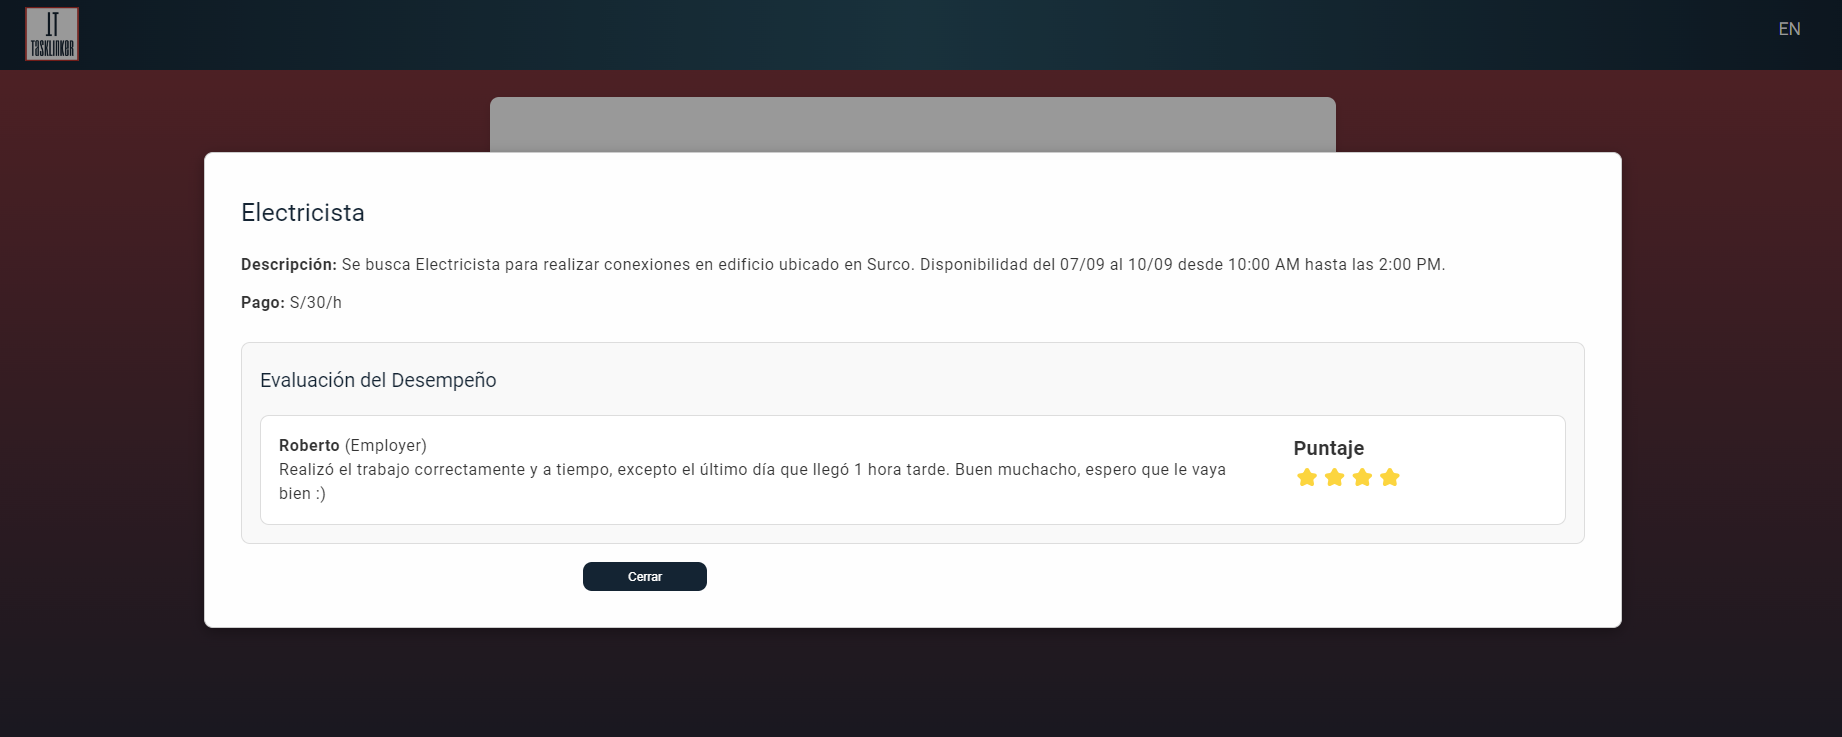 IT
TASKLINKER
EN
Electricista
Descripción: Se busca Electricista para realizar conexiones en edificio ubicado en Surco. Disponibilidad del 07/09 al 10/09 desde 10:00 AM hasta las 2:00 PM.
Pago: S/30/h
Evaluación del Desempeño
Roberto (Employer)
Realizó el trabajo correctamente y a tiempo, excepto el último día que llegó 1 hora tarde. Buen muchacho, espero que le vaya
bien :)
Puntaje
Cerrar